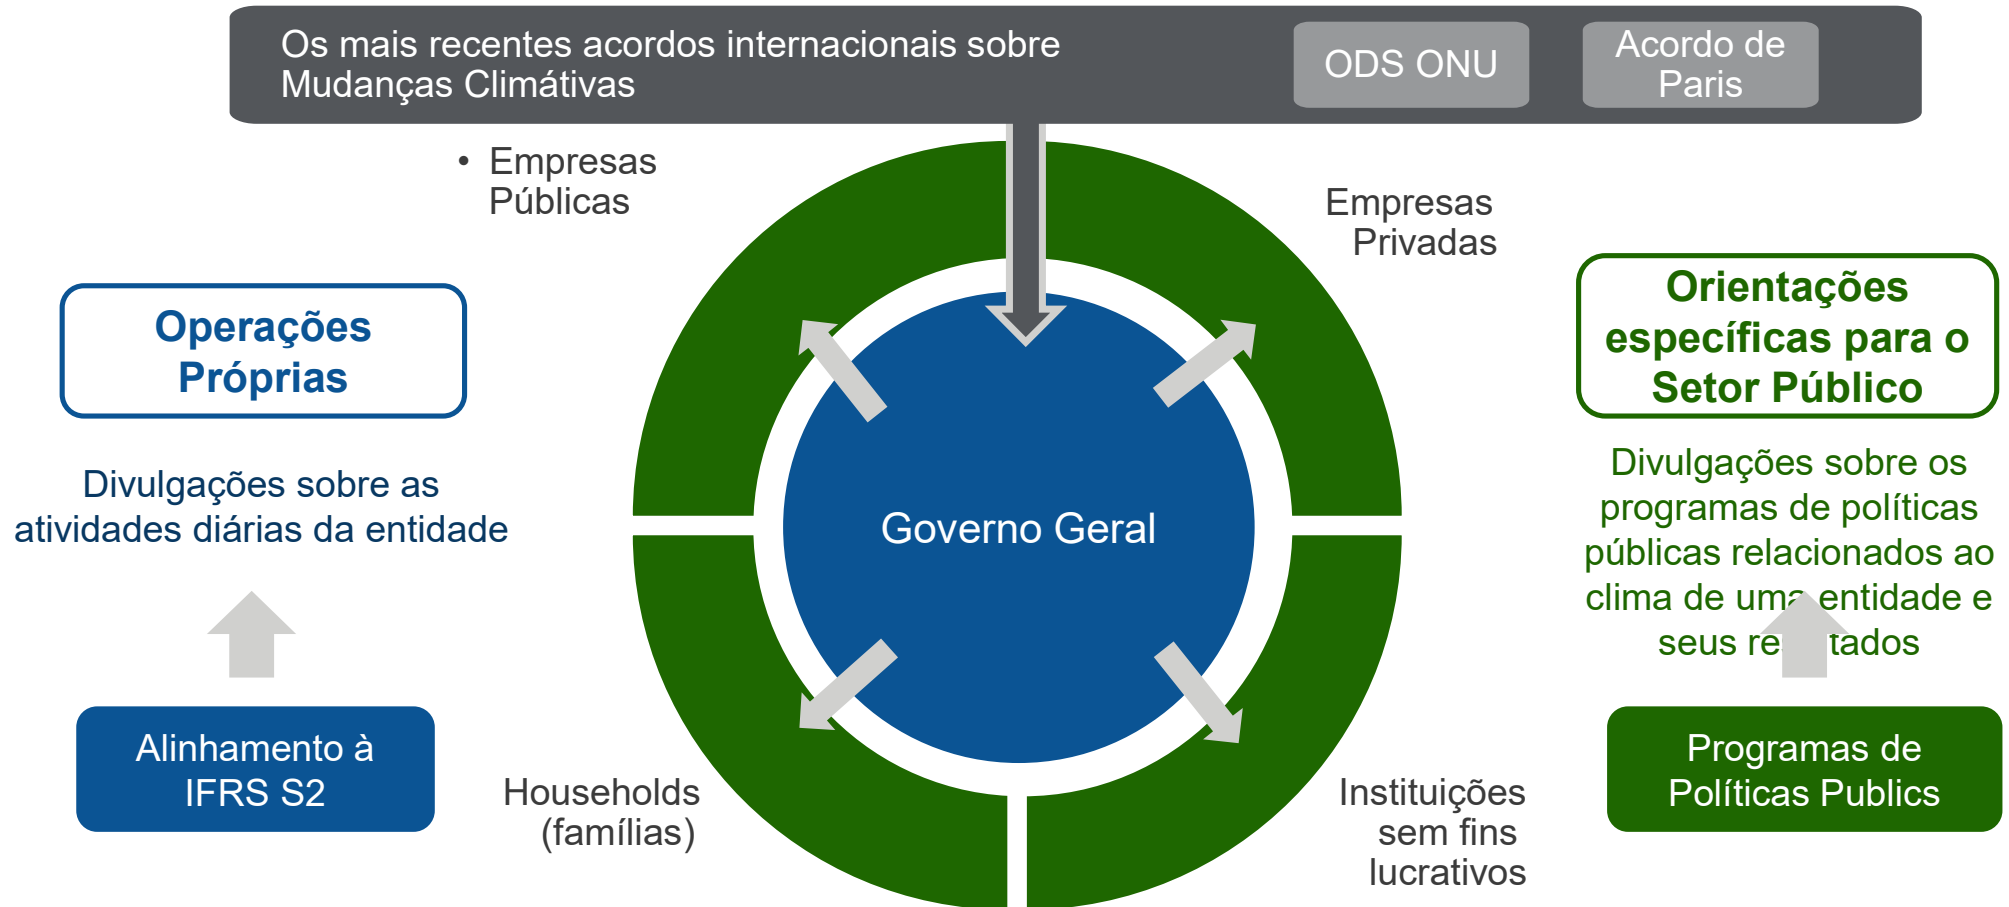 Os mais recentes acordos internacionais sobre
Mudanças Climátivas
ODS ONU
Acordo de
Paris
• Empresas
Públicas
Empresas
Privadas
Operações
Próprias
Orientações
específicas para o
Setor Público
Divulgações sobre as
atividades diárias da entidade
Divulgações sobre os
programas de políticas
públicas relacionados ao
clima de uma entidade e
seus
Governo Geral
Alinhamento à
IFRS S2
Households
(famílias)
Instituições
sem fins
lucrativos
Programas de
Políticas Publics